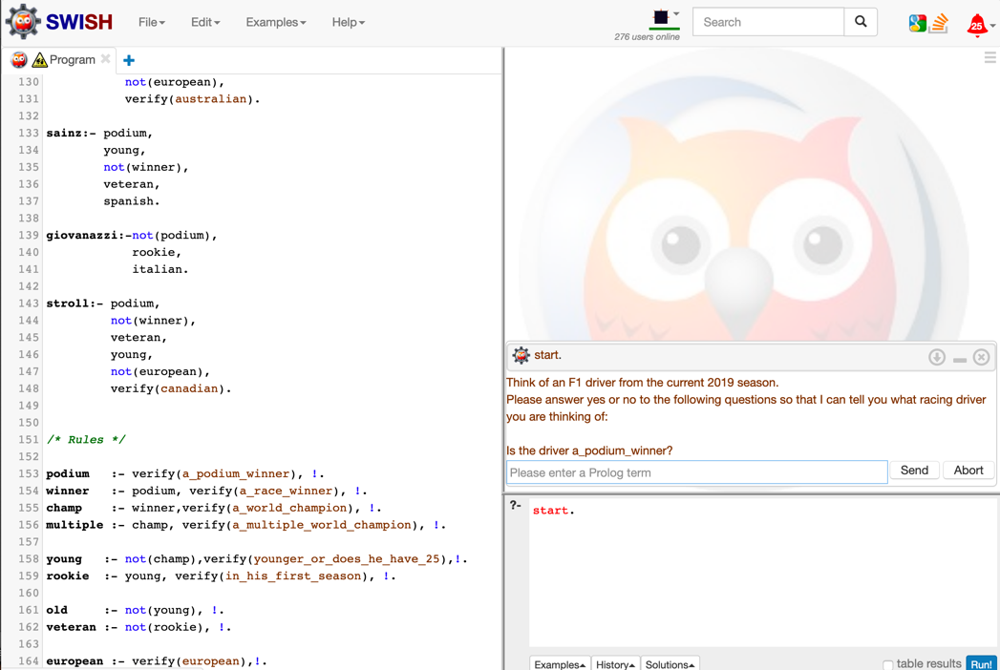 SWISH File Edit Examples Help 276 users online Search 25
Program
130 not(european),
131 verify(australian).
132
133 sainz:- podium,
134 young,
135 not(winner),
136 veteran,
137 spanish.
138
139 giovanazzi:-not(podium),
140 rookie,
141 italian.
142
143 stroll:- podium,
144 not(winner),
145 veteran,
146 young,
147 not(european),
148 verify(canadian).
149
150
151 /* Rules */
152
153 podium :- verify(a_podium_winner), !.
154 winner :- podium, verify(a_race_winner), !.
155 champ :- winner,verify(a_world_champion), !.
156 multiple :- champ, verify(a_multiple_world_champion), !.
157
158 young :- not(champ),verify(younger_or_does_he_have_25),!.
159 rookie :- young, verify(in_his_first_season), !.
160
161 old :- not(young), !.
162 veteran :- not(rookie), !.
163
164 european :- verify(european),!.
start.
Think of an F1 driver from the current 2019 season.
Please answer yes or no to the following questions so that I can tell you what racing driver
you are thinking of:
Is the driver a_podium_winner?
Please enter a Prolog term Send Abort
?- start.
Examples History Solutions table results Run!